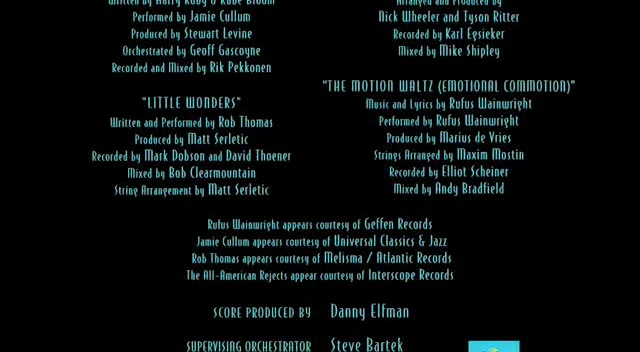 Performed by Jamie Cullum
Produced by Stewart Levine
Orchestrated by Geoff Gascoyne
Recorded and Mixed by Rik Pekkonen
"LITTLE WONDERS"
Written and Performed by Rob Thomas
Produced by Matt Serletic
Recorded by Mark Dobson and David Thoener
Mixed by Bob Clearmountain
String Arrangement by Matt Serletic
Arranged and Produced by
Nick Wheeler and Tyson Ritter
Recorded by Karl Egsieker
Mixed by Mike Shipley
"THE MOTION WALTZ (EMOTIONAL COMMOTION)"
Music and Lyrics by Rufus Wainwright
Performed by Rufus Wainwright
Produced by Marius de Vries
Strings Arranged by Maxim Mostin
Recorded by Elliot Scheiner
Mixed by Andy Bradfield
Rufus Wainwright appears courtesy of Geffen Records
Jamie Cullum appears courtesy of Universal Classics & Jazz
Rob Thomas appears courtesy of Melisma / Atlantic Records
The All-American Rejects appear courtesy of Interscope Records
SCORE PRODUCED BY Danny Elfman
SUPERVISING ORCHESTRATOR Steve Bartek